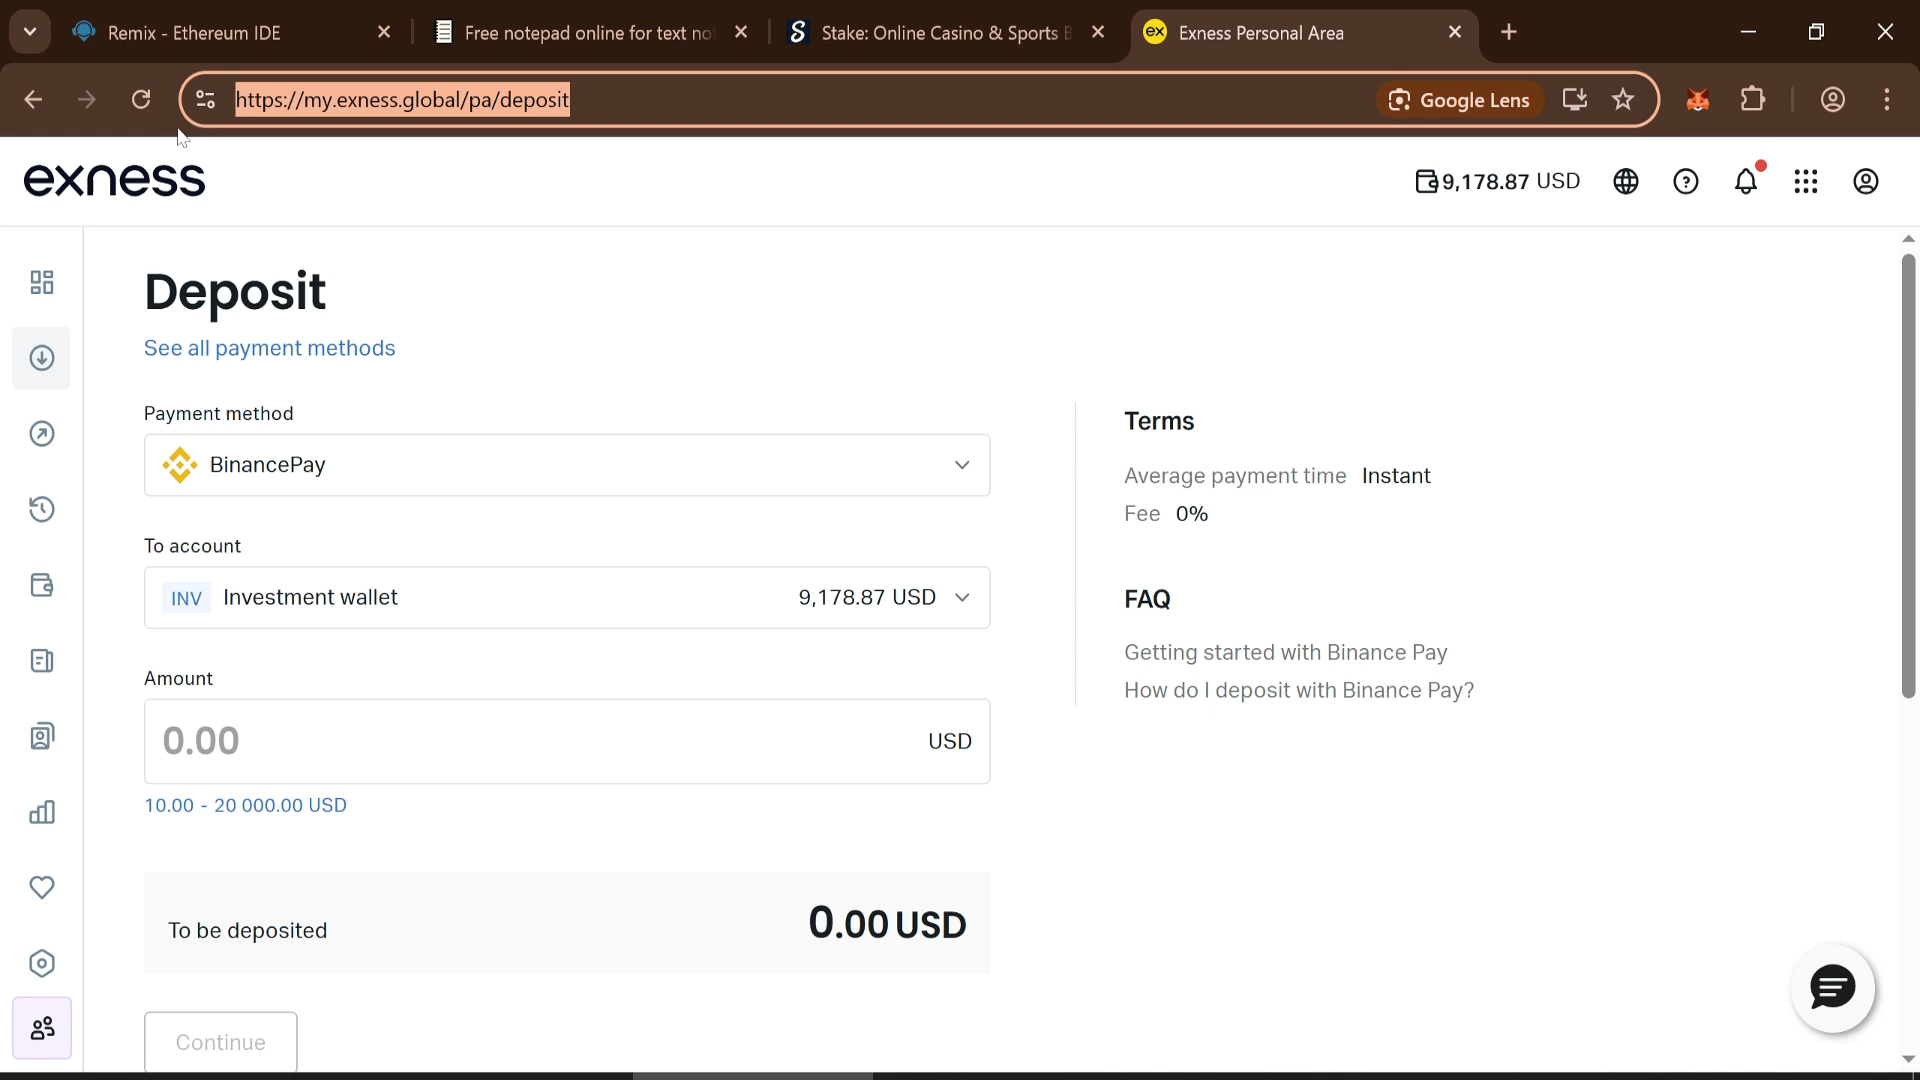 Remix - Ethereum IDE
Free notepad online for text no
Stake: Online Casino & Sports B
ex Exness Personal Area
https://my.exness.global/pa/deposit
Google Lens
exness
9,178.87 USD
Deposit
See all payment methods
Payment method
BinancePay
To account
INV Investment wallet 9,178.87 USD
Amount
0.00 USD
10.00 - 20 000.00 USD
To be deposited 0.00 USD
Continue
Terms
Average payment time Instant
Fee 0%
FAQ
Getting started with Binance Pay
How do I deposit with Binance Pay?